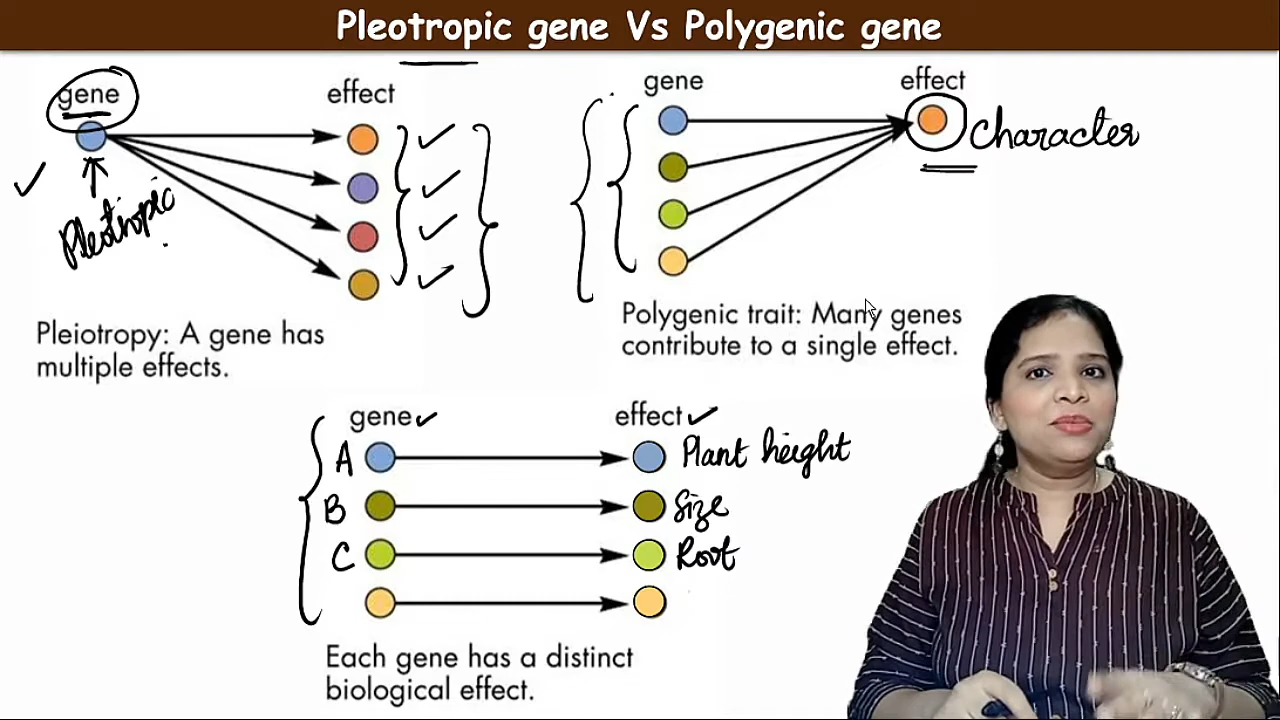 Pleotropic gene Vs Polygenic gene
gene
effect
Pleotropic
Pleiotropy: A gene has
multiple effects.
gene
effect
Character
Polygenic trait: Many genes
contribute to a single effect.
gene
effect
A
Plant height
B
Size
C
Root
Each gene has a distinct
biological effect.